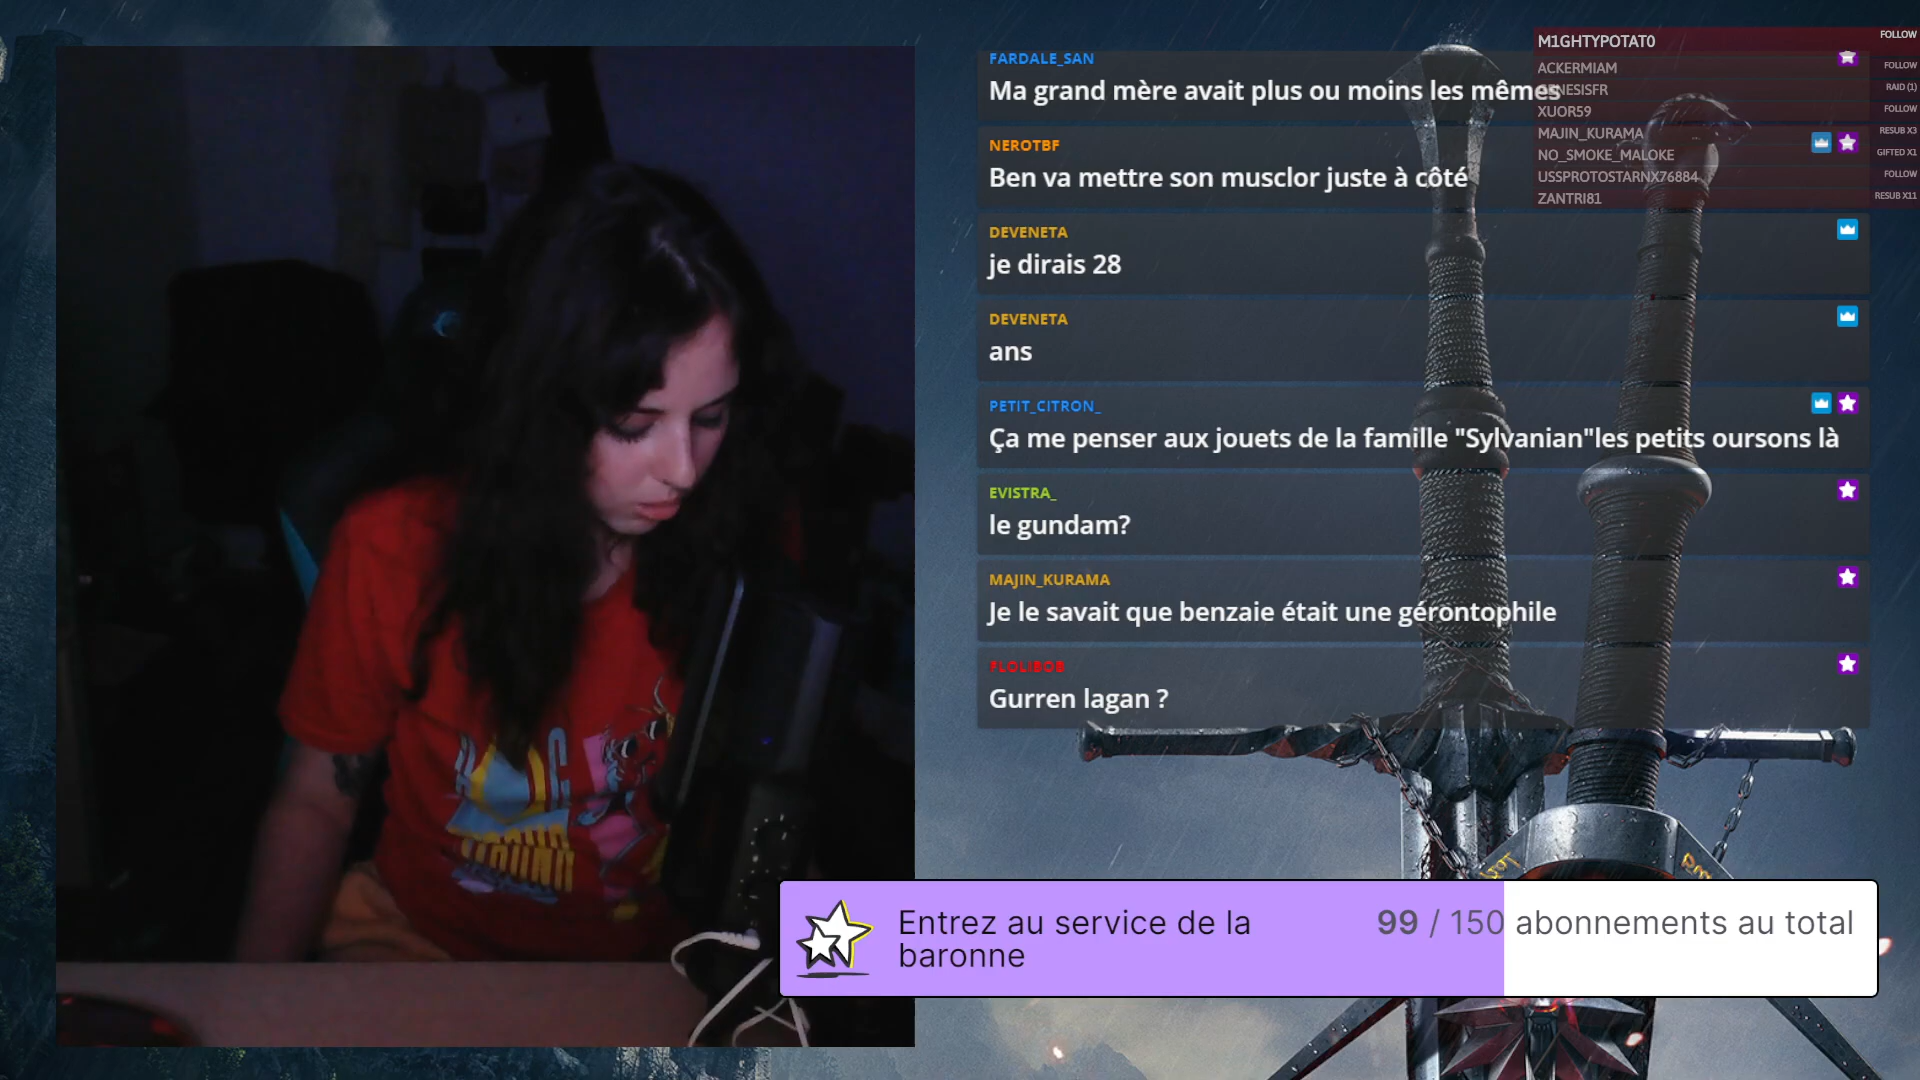 FARDALE_SAN
Ma grand mère avait plus ou moins les mêmes
NEROTBF
Ben va mettre son musclor juste à côté
DEVENETA
je dirais 28
DEVENETA
ans
PETIT_CITRON_
Ça me penser aux jouets de la famille "Sylvanian"les petits oursons là
EVISTRA_
le gundam?
MAJIN_KURAMA
Je le savait que benzaie était une gérontophile
FLOLIBOB
Gurren lagan ?
M1GHTYPOTAT0 FOLLOW
ACKERMIAM FOLLOW
GENESISFR RAID (1)
XUOR59 FOLLOW
MAJIN_KURAMA RESUB X3
NO_SMOKE_MALOKE GIFTED X1
USSPROTOSTARNX76884 FOLLOW
ZANTRI81 RESUB X11
Entrez au service de la
baronne
99 / 150 abonnements au total